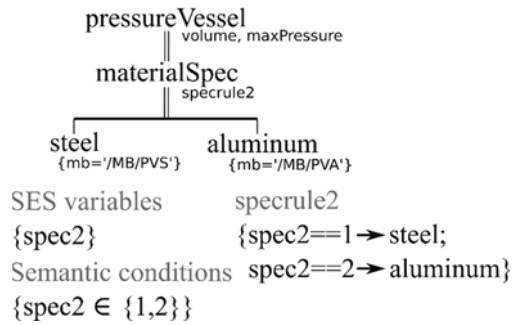 pressureVessel
volume, maxPressure
materialSpec
specrule2
steel
{mb='/MB/PVS'}
aluminum
{mb='/MB/PVA'}
SES variables
{spec2}
Semantic conditions
{spec2 ∈ {1,2}}
specrule2
{spec2==1→steel;
spec2==2→aluminum}